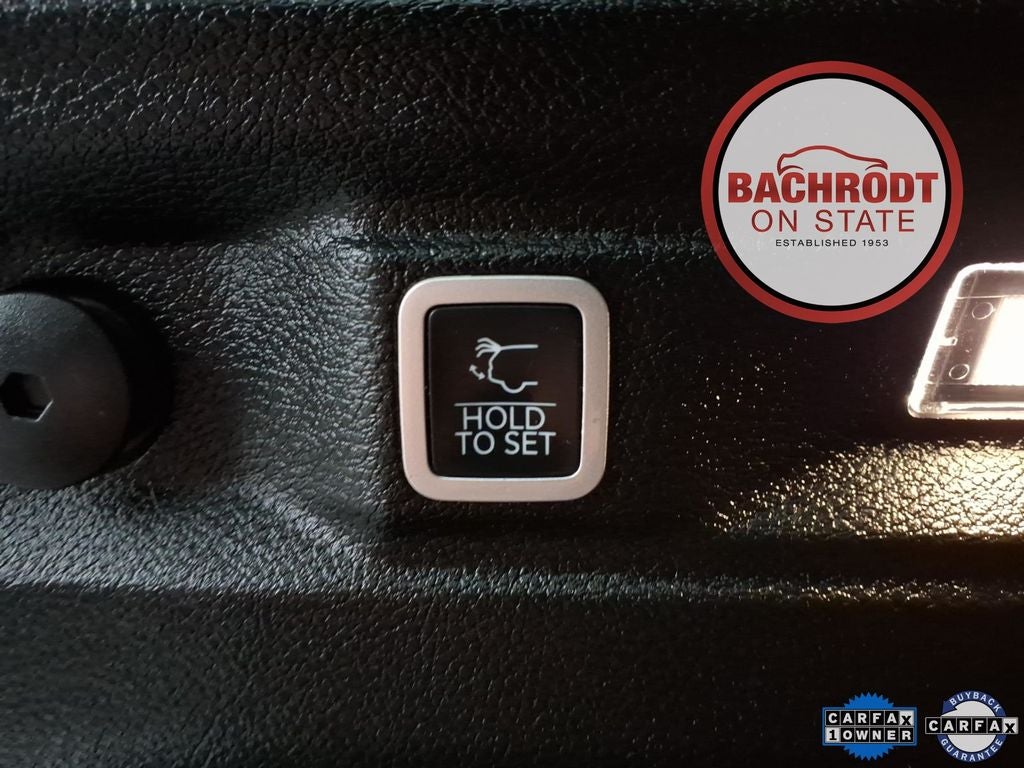 BACHRODT
ON STATE
ESTABLISHED 1953
HOLD
TO SET
CARFAX
1 OWNER
BUYBACK
CARFAX
GUARANTEE